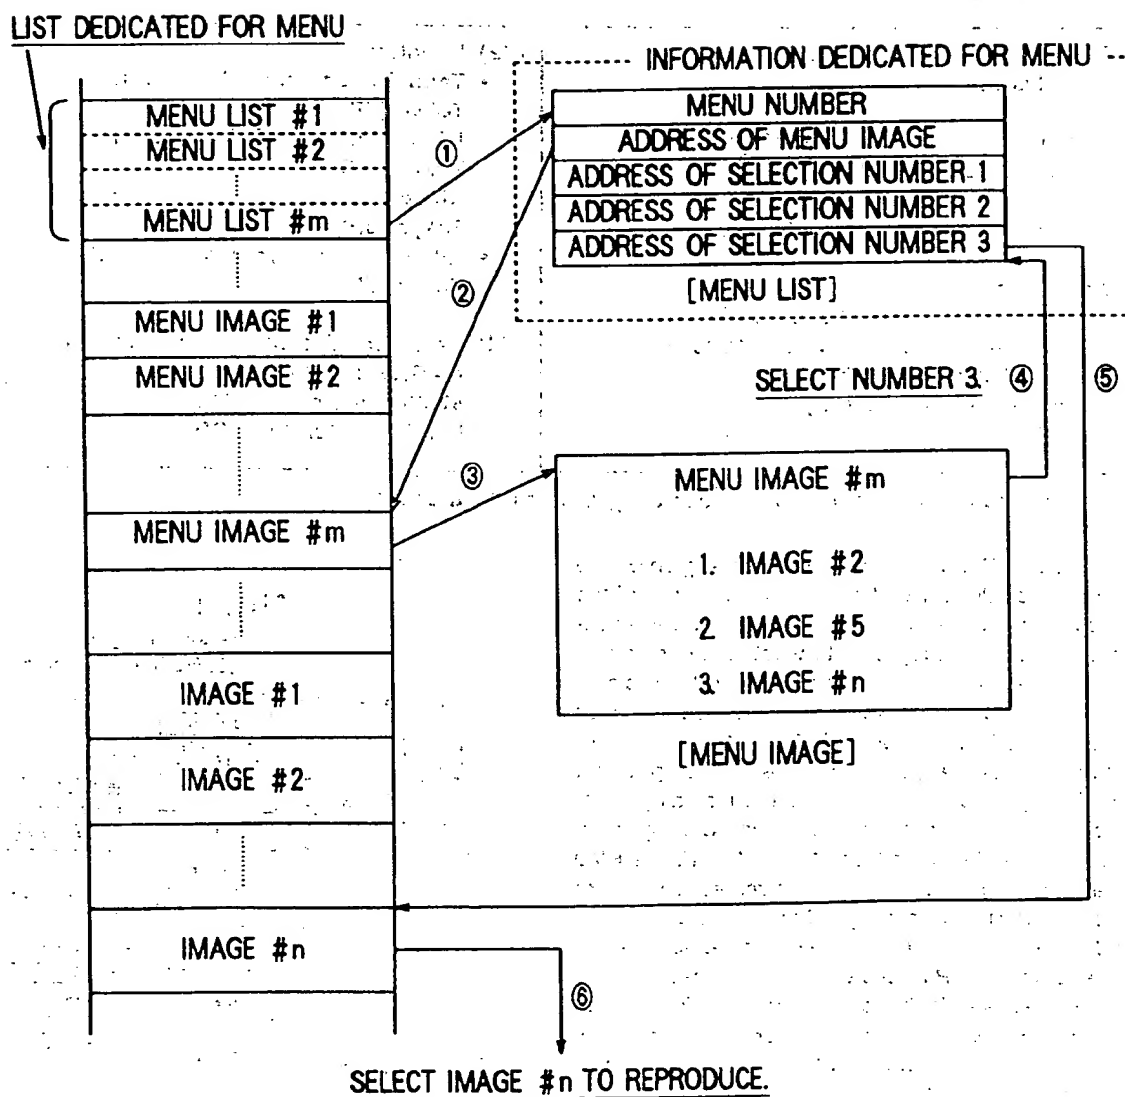 LIST DEDICATED FOR MENU
MENU LIST #1
MENU LIST #2
MENU LIST #m
MENU IMAGE #1
MENU IMAGE #2
MENU IMAGE #m
IMAGE #1
IMAGE #2
IMAGE #n
①
②
③
INFORMATION DEDICATED FOR MENU
MENU NUMBER
ADDRESS OF MENU IMAGE
ADDRESS OF SELECTION NUMBER 1
ADDRESS OF SELECTION NUMBER 2
ADDRESS OF SELECTION NUMBER 3
[MENU LIST]
SELECT NUMBER 3. ④ ⑤
MENU IMAGE #m
1. IMAGE #2
2. IMAGE #5
3. IMAGE #n
[MENU IMAGE]
⑥
SELECT IMAGE #n TO REPRODUCE.